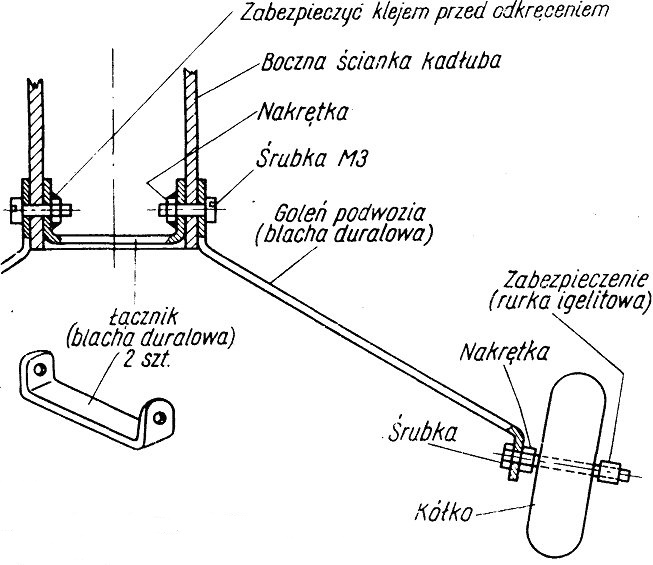 Zabezpieczyć klejem przed odkręceniem
Boczna ścianka kadłuba
Nakrętka
Śrubka M3
Goleń podwozia
(blacha duralowa)
Zabezpieczenie
(rurka igelitowa)
Łącznik
(blacha duralowa)
2 szt.
Nakrętka
Śrubka
Kółko